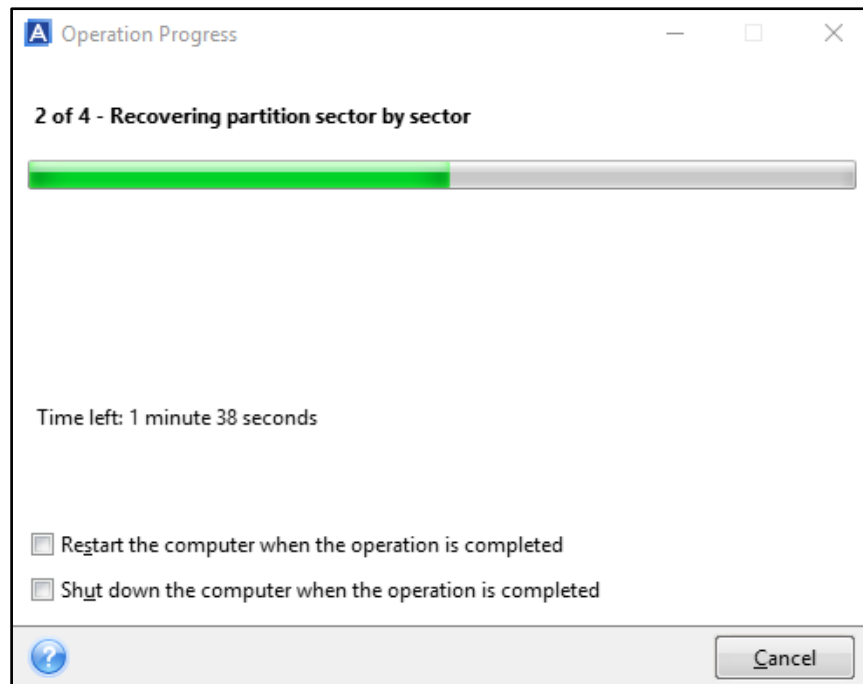 A Operation Progress
2 of 4 - Recovering partition sector by sector
Time left: 1 minute 38 seconds
Restart the computer when the operation is completed
Shut down the computer when the operation is completed
? Cancel